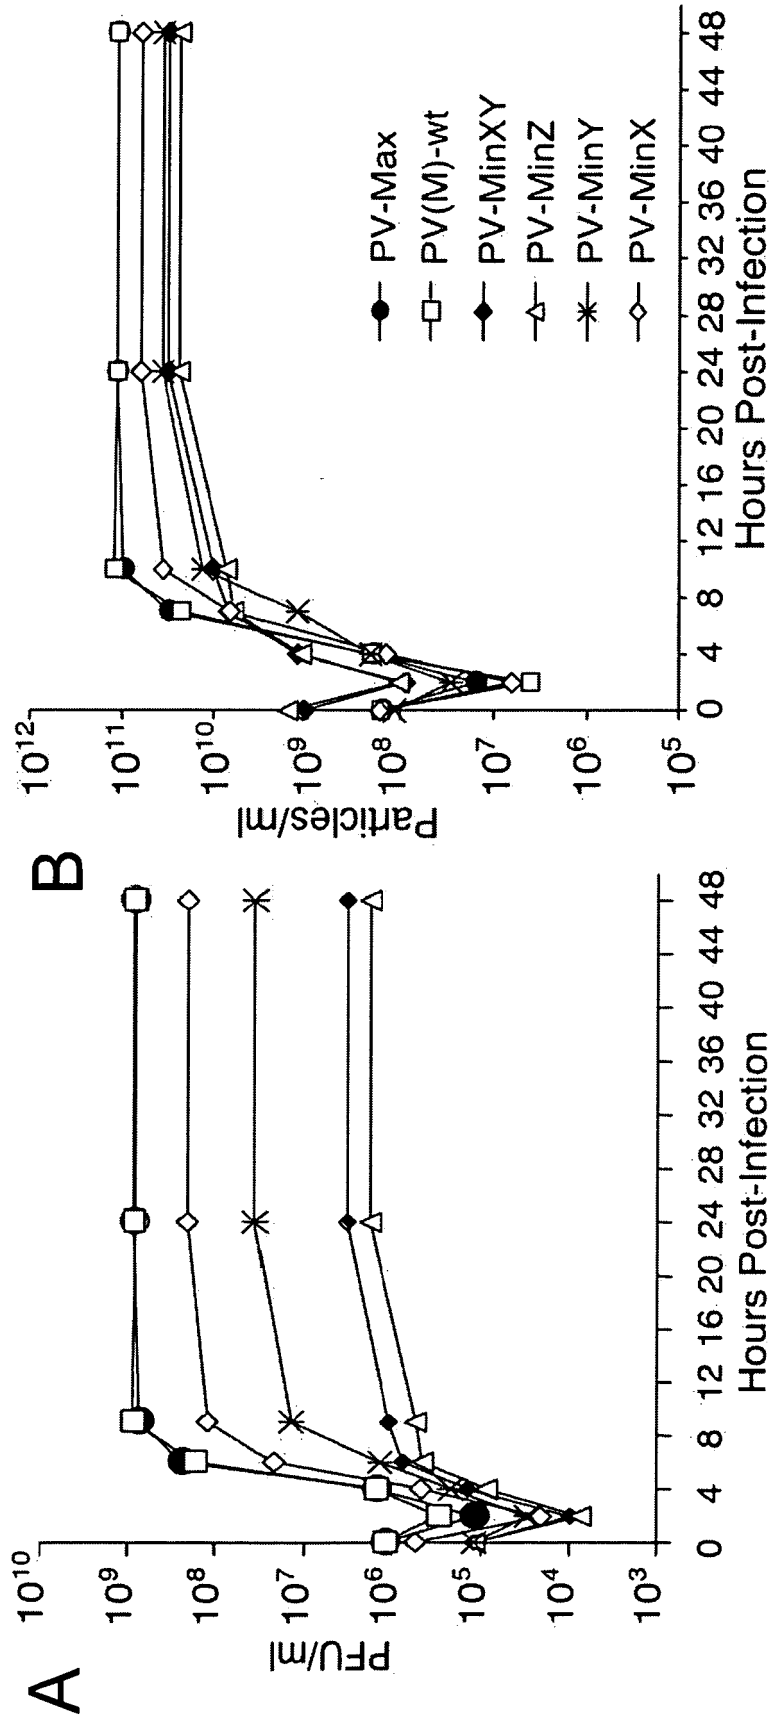 A
PFU/ml
10^10
10^9
10^8
10^7
10^6
10^5
10^4
10^3
0 4 8 12 16 20 24 28 32 36 40 44 48
Hours Post-Infection
B
Particles/ml
10^12
10^11
10^10
10^9
10^8
10^7
10^6
10^5
0 4 8 12 16 20 24 28 32 36 40 44 48
Hours Post-Infection
PV-Max
PV(M)-wt
PV-MinXY
PV-MinZ
PV-MinY
PV-MinX